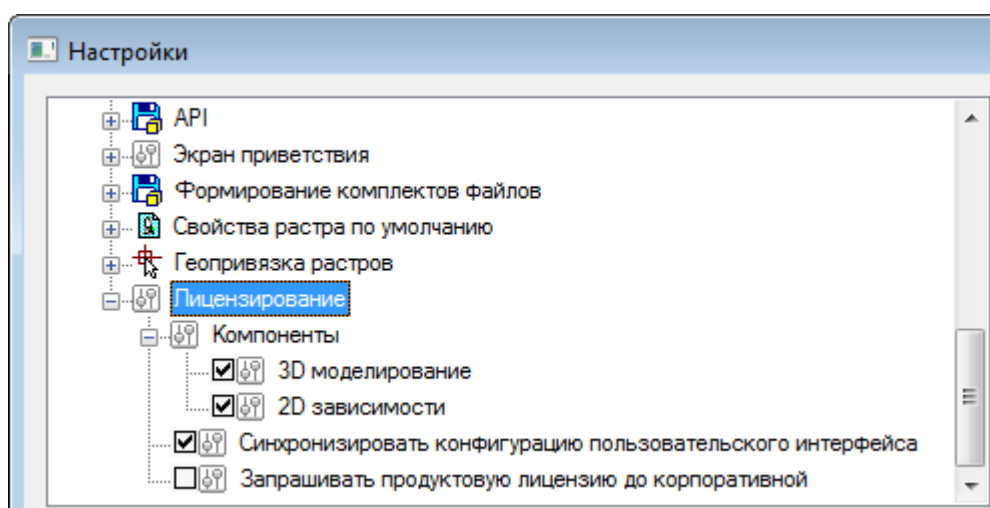 Настройки
API
Экран приветствия
Формирование комплектов файлов
Свойства растра по умолчанию
Геопривязка растров
Лицензирование
Компоненты
3D моделирование
2D зависимости
Синхронизировать конфигурацию пользовательского интерфейса
Запрашивать продуктовую лицензию до корпоративной